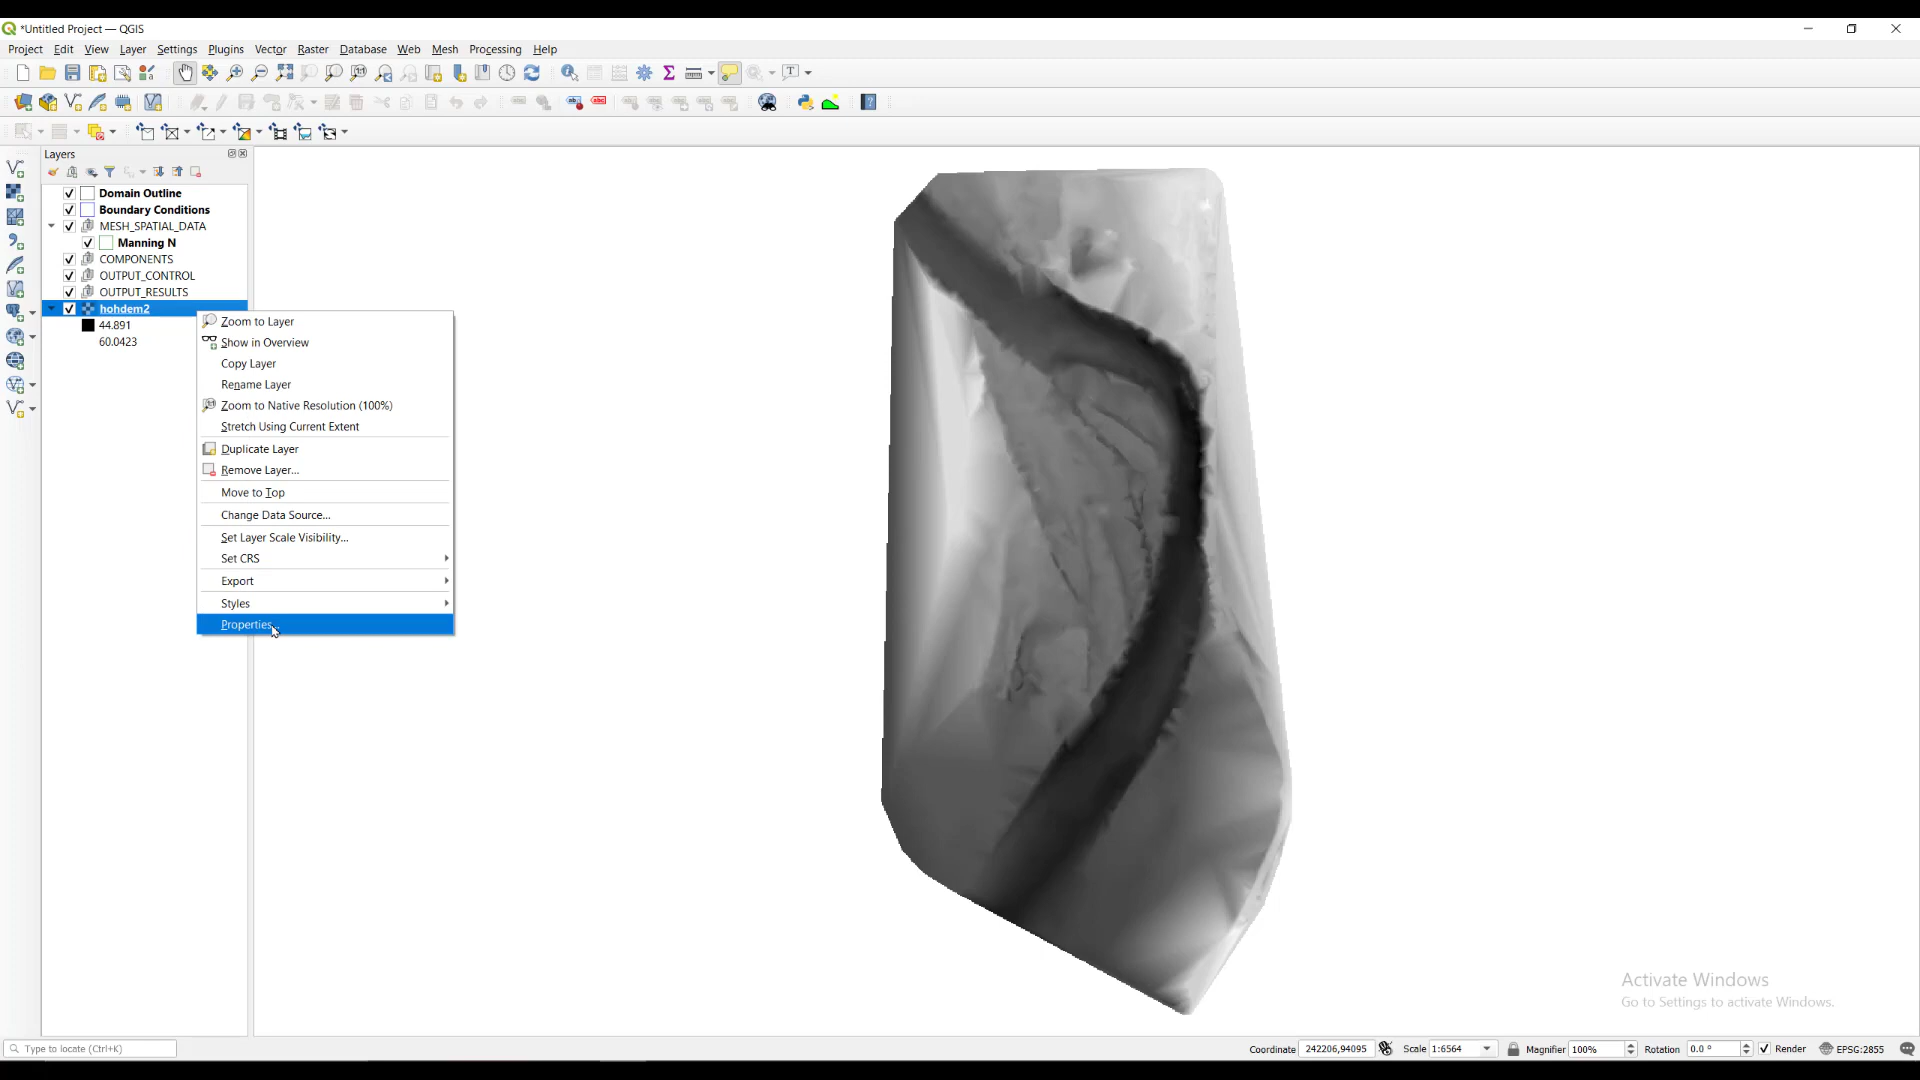 *Untitled Project — QGIS
Project Edit View Layer Settings Plugins Vector Raster Database Web Mesh Processing Help
Layers
Domain Outline
Boundary Conditions
MESH_SPATIAL_DATA
Manning N
COMPONENTS
OUTPUT_CONTROL
OUTPUT_RESULTS
hohdem2
44.891
60.0423
Zoom to Layer
Show in Overview
Copy Layer
Rename Layer
Zoom to Native Resolution (100%)
Stretch Using Current Extent
Duplicate Layer
Remove Layer...
Move to Top
Change Data Source...
Set Layer Scale Visibility...
Set CRS
Export
Styles
Properties...
Activate Windows
Go to Settings to activate Windows.
Type to locate (Ctrl+K)
Coordinate 242206,94095 Scale 1:6564 Magnifier 100% Rotation 0.0 ° Render EPSG:2855